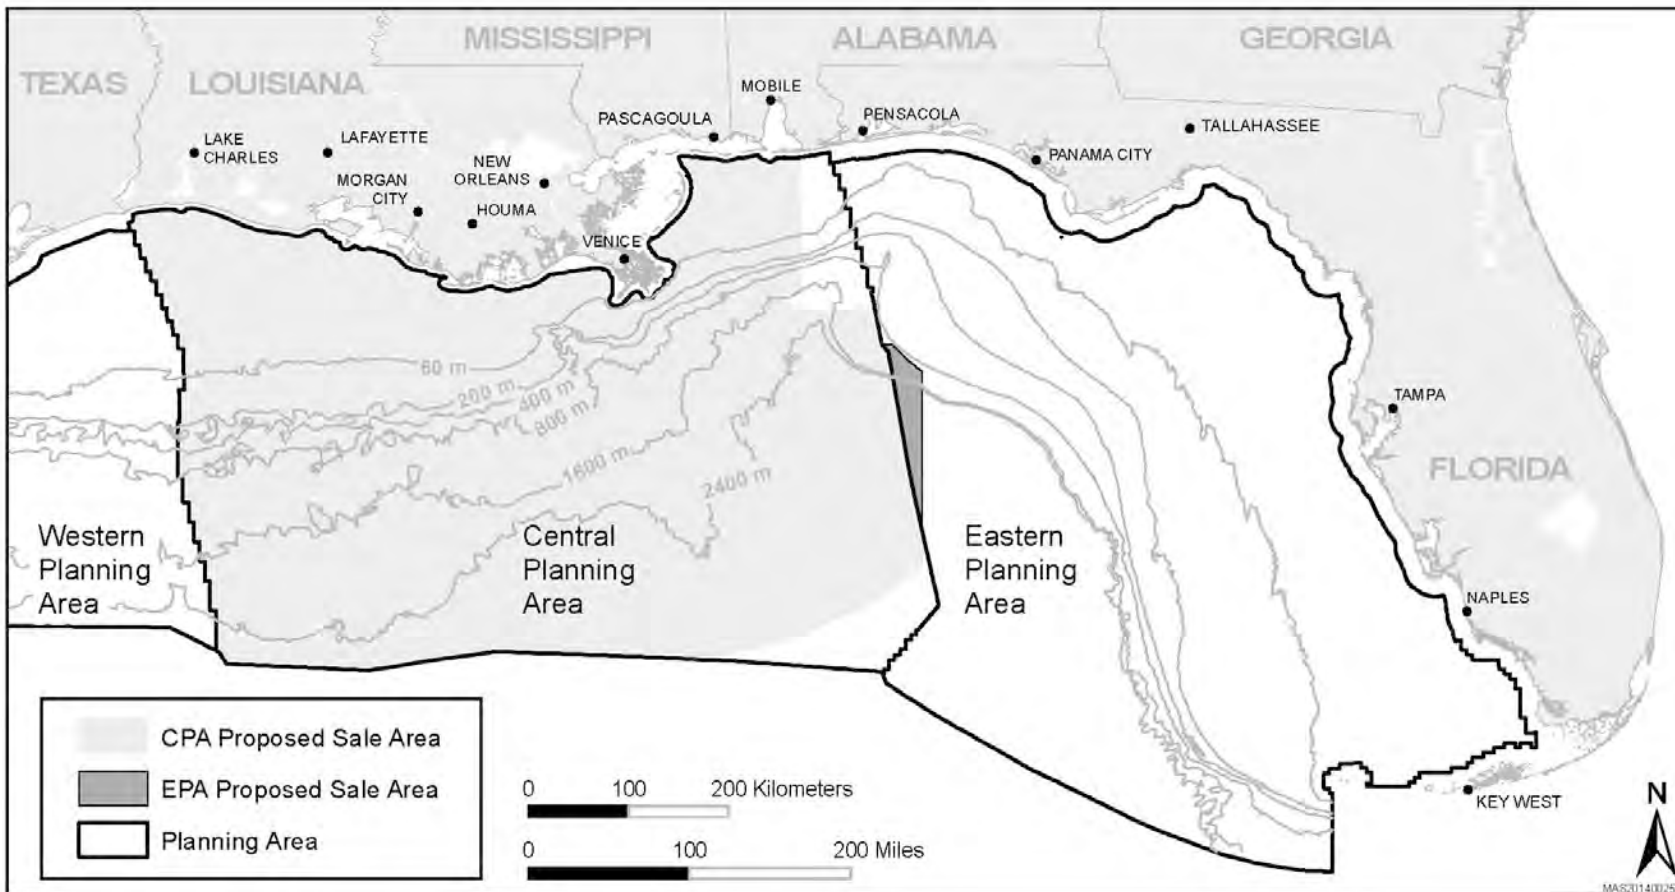 MISSISSIPPI
ALABAMA
GEORGIA
TEXAS
LOUISIANA
MOBILE
PASCAGOULA
PENSACOLA
TALLAHASSEE
LAKE
CHARLES
LAFAYETTE
NEW
ORLEANS
PANAMA CITY
MORGAN
CITY
HOUMA
VENICE
60 m
200 m
400 m
800 m
1600 m
2400 m
TAMPA
FLORIDA
Western
Planning
Area
Central
Planning
Area
Eastern
Planning
Area
NAPLES
KEY WEST
CPA Proposed Sale Area
EPA Proposed Sale Area
Planning Area
0 100 200 Kilometers
0 100 200 Miles
N
MAS20140026